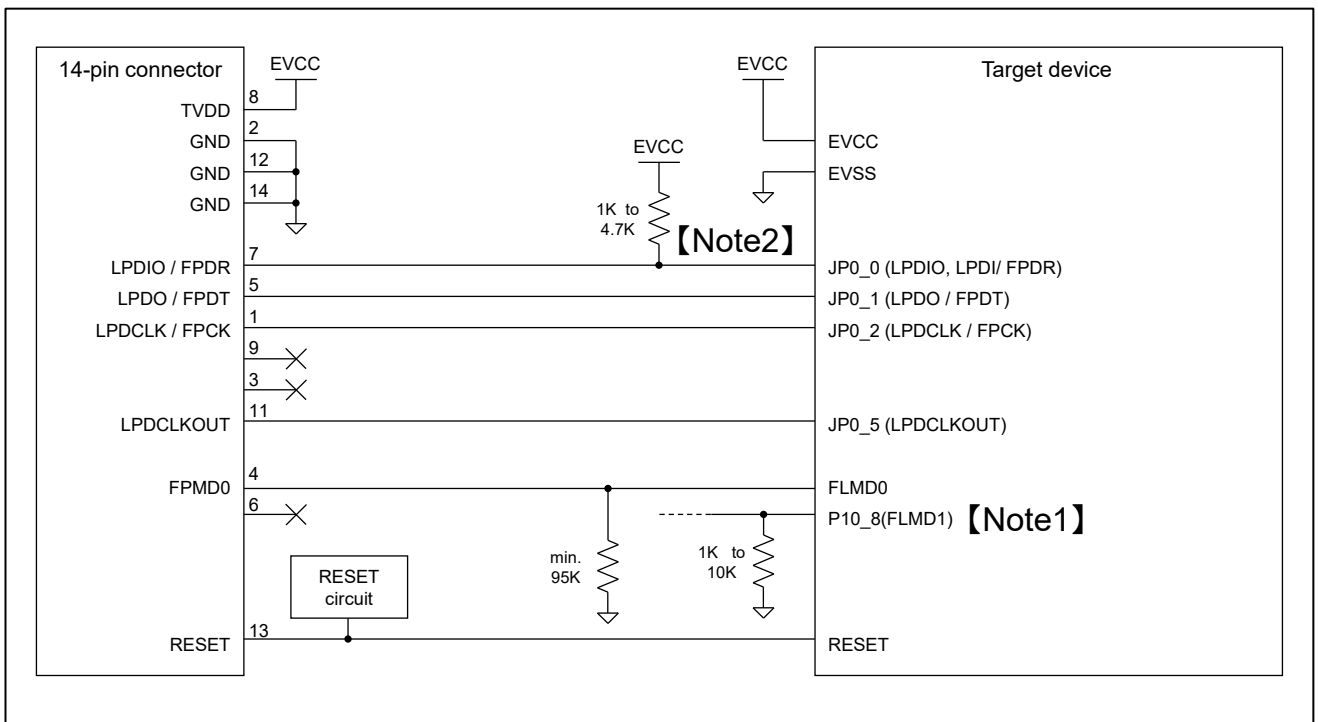 14-pin connector
EVCC
EVCC
Target device
8
TVDD
2
GND
12
GND
14
GND
EVCC
EVCC
EVSS
1K to
4.7K
【Note2】
7
LPDIO / FPDR
JP0_0 (LPDIO, LPDI/ FPDR)
5
LPDO / FPDT
JP0_1 (LPDO / FPDT)
1
LPDCLK / FPCK
JP0_2 (LPDCLK / FPCK)
9
3
11
LPDCLKOUT
JP0_5 (LPDCLKOUT)
4
FPMD0
FLMD0
6
P10_8(FLMD1) 【Note1】
min.
95K
1K to
10K
RESET
circuit
13
RESET
RESET